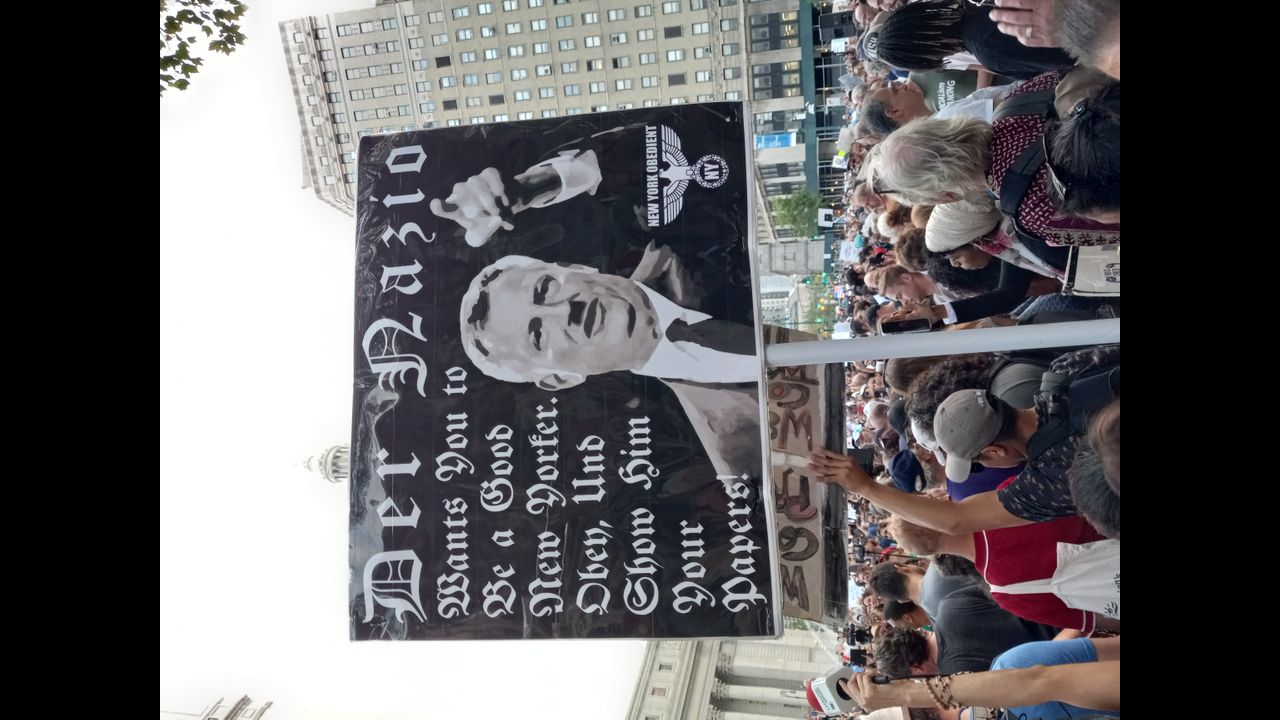 Der Nazio
Wants You to
Be a Good
New Yorker.
Obey, Und
Show Him
Your
Papers!
NEW YORK OBEDIENT
NY